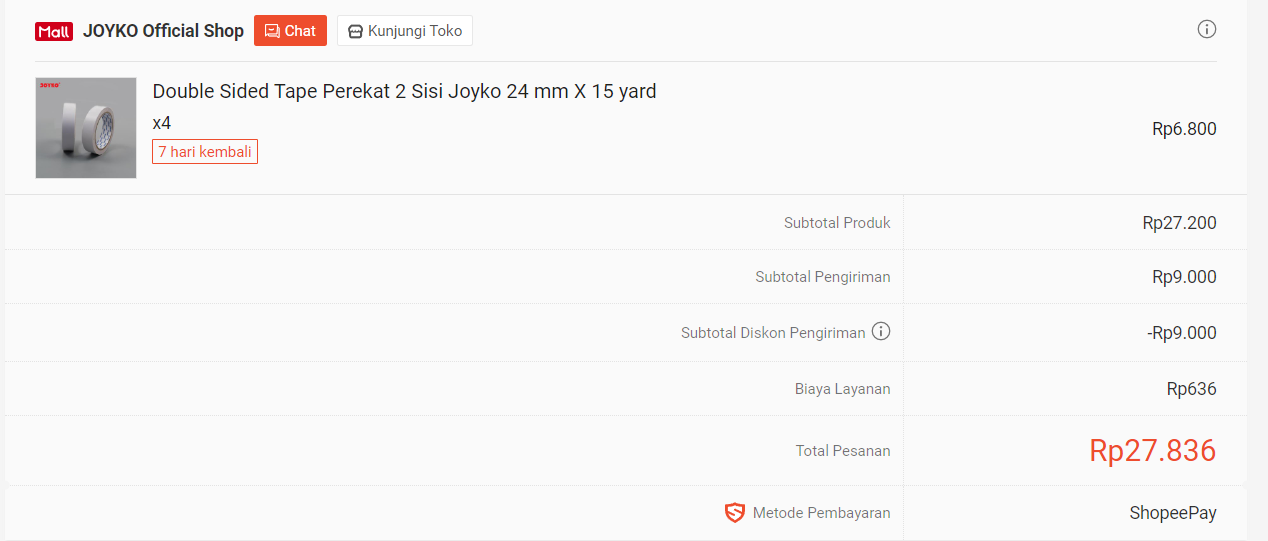 Mall JOYKO Official Shop Chat Kunjungi Toko
JOYKO
Double Sided Tape Perekat 2 Sisi Joyko 24 mm X 15 yard
x4
Rp6.800
7 hari kembali
Subtotal Produk Rp27.200
Subtotal Pengiriman Rp9.000
Subtotal Diskon Pengiriman -Rp9.000
Biaya Layanan Rp636
Total Pesanan Rp27.836
Metode Pembayaran ShopeePay